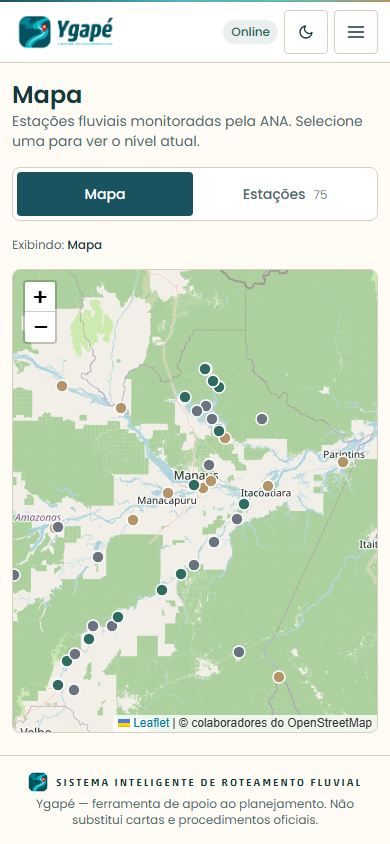 Ygapé
Online
Mapa
Estações fluviais monitoradas pela ANA. Selecione
uma para ver o nível atual.
Mapa
Estações 75
Exibindo: Mapa
+
−
Parintins
Manaus
Manacapuru
Itacoatiara
Amazonas
Itait
Velho
Leaflet | © colaboradores do OpenStreetMap
SISTEMA INTELIGENTE DE ROTEAMENTO FLUVIAL
Ygapé — ferramenta de apoio ao planejamento. Não
substitui cartas e procedimentos oficiais.